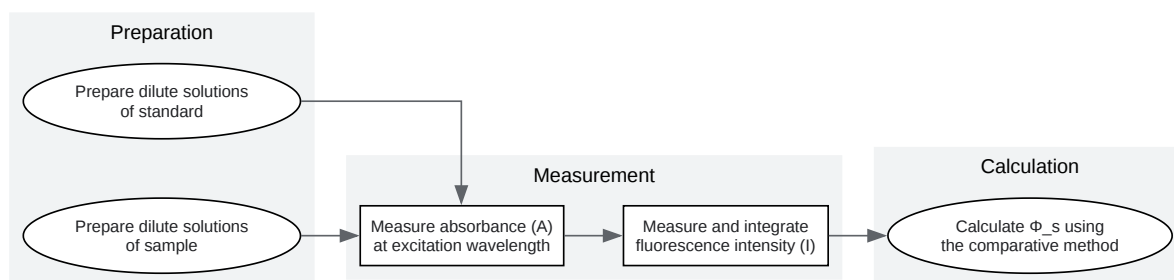 Preparation
Prepare dilute solutions
of standard
Prepare dilute solutions
of sample
Measurement
Measure absorbance (A)
at excitation wavelength
Measure and integrate
fluorescence intensity (I)
Calculation
Calculate Φ_s using
the comparative method